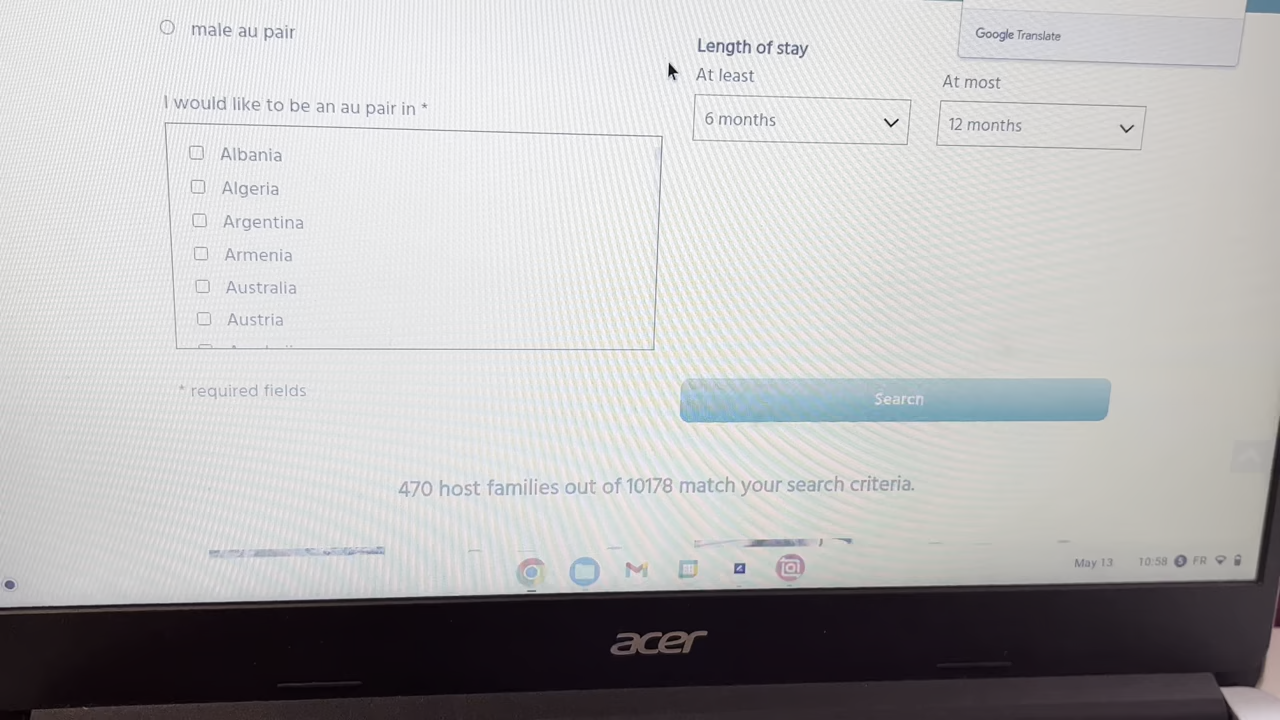 Google Translate
male au pair
Length of stay
At least
At most
6 months
12 months
I would like to be an au pair in *
Albania
Algeria
Argentina
Armenia
Australia
Austria
* required fields
Search
470 host families out of 10178 match your search criteria.
May 13 10:58 FR
acer